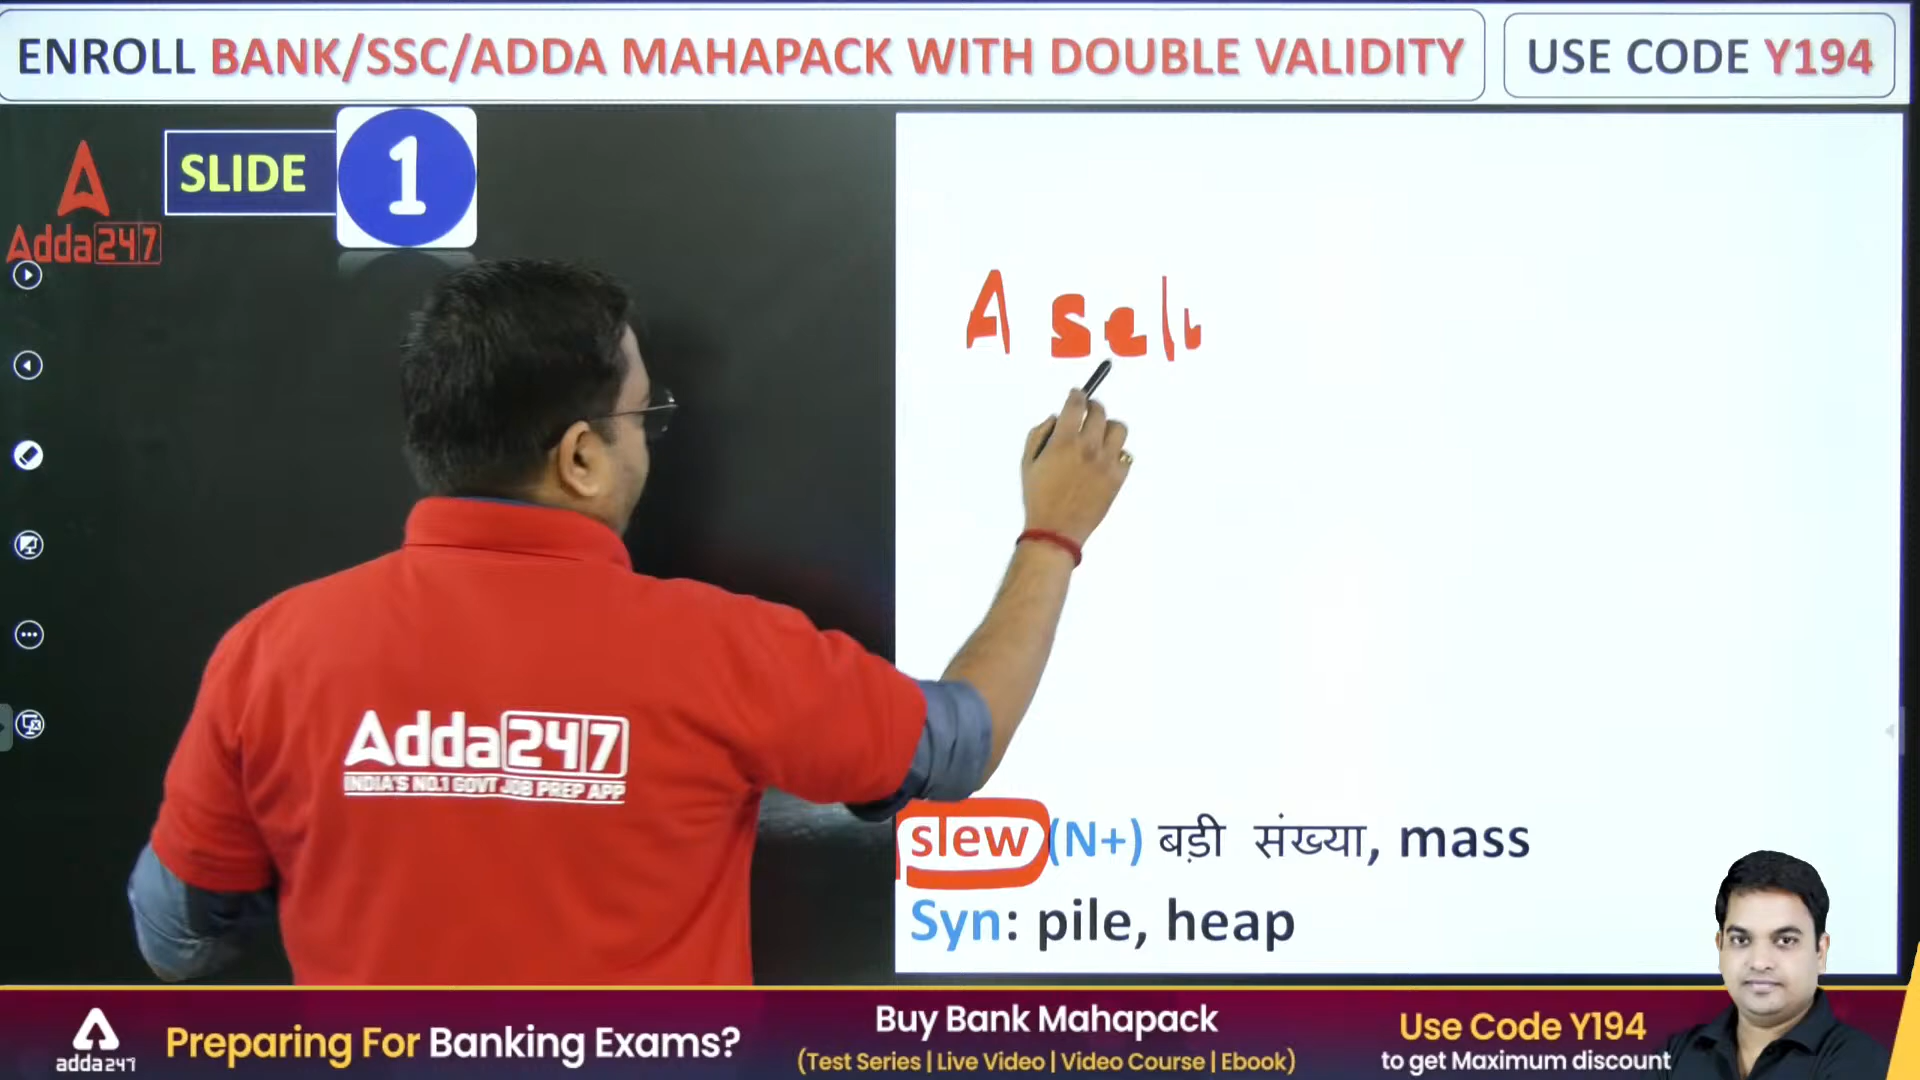 ENROLL BANK/SSC/ADDA MAHAPACK WITH DOUBLE VALIDITY
USE CODE Y194
SLIDE 1
Adda247
A
Adda247
INDIA'S NO.1 GOVT JOB PREP APP
slew (N+) बड़ी संख्या, mass
Syn: pile, heap
adda247
Preparing For Banking Exams?
Buy Bank Mahapack
(Test Series | Live Video | Video Course | Ebook)
Use Code Y194
to get Maximum discount